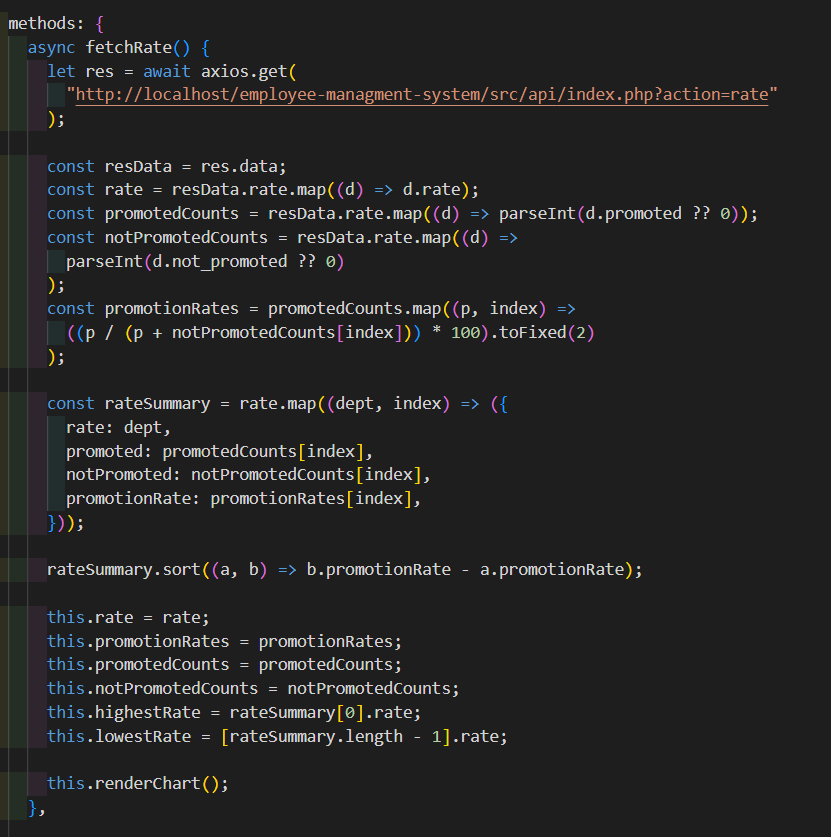 methods: {
async fetchRate() {
let res = await axios.get(
"http://localhost/employee-managment-system/src/api/index.php?action=rate"
);
const resData = res.data;
const rate = resData.rate.map((d) => d.rate);
const promotedCounts = resData.rate.map((d) => parseInt(d.promoted ?? 0));
const notPromotedCounts = resData.rate.map((d) =>
parseInt(d.not_promoted ?? 0)
);
const promotionRates = promotedCounts.map((p, index) =>
((p / (p + notPromotedCounts[index])) * 100).toFixed(2)
);
const rateSummary = rate.map((dept, index) => ({
rate: dept,
promoted: promotedCounts[index],
notPromoted: notPromotedCounts[index],
promotionRate: promotionRates[index],
}));
rateSummary.sort((a, b) => b.promotionRate - a.promotionRate);
this.rate = rate;
this.promotionRates = promotionRates;
this.promotedCounts = promotedCounts;
this.notPromotedCounts = notPromotedCounts;
this.highestRate = rateSummary[0].rate;
this.lowestRate = [rateSummary.length - 1].rate;
this.renderChart();
},